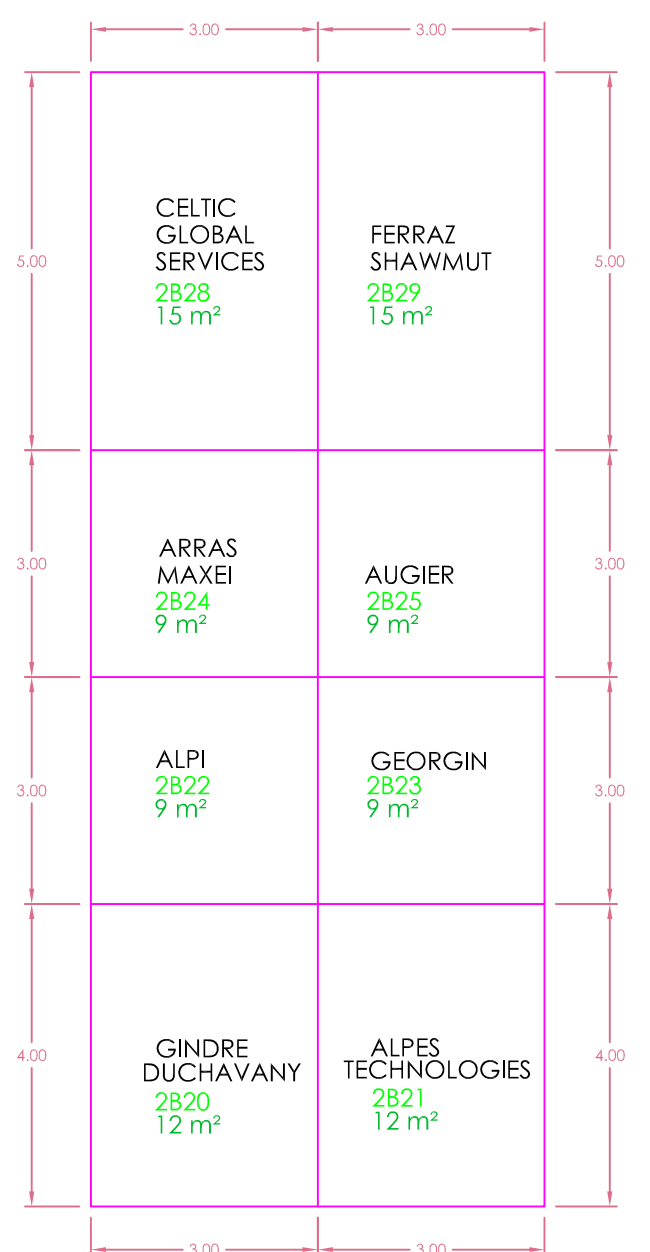 3.00 3.00
CELTIC
GLOBAL
SERVICES
2B28
15 m²
FERRAZ
SHAWMUT
2B29
15 m²
5.00
5.00
ARRAS
MAXEI
2B24
9 m²
AUGIER
2B25
9 m²
3.00
3.00
ALPI
2B22
9 m²
GEORGIN
2B23
9 m²
3.00
3.00
GINDRE
DUCHAVANY
2B20
12 m²
ALPES
TECHNOLOGIES
2B21
12 m²
4.00
4.00
3.00 3.00